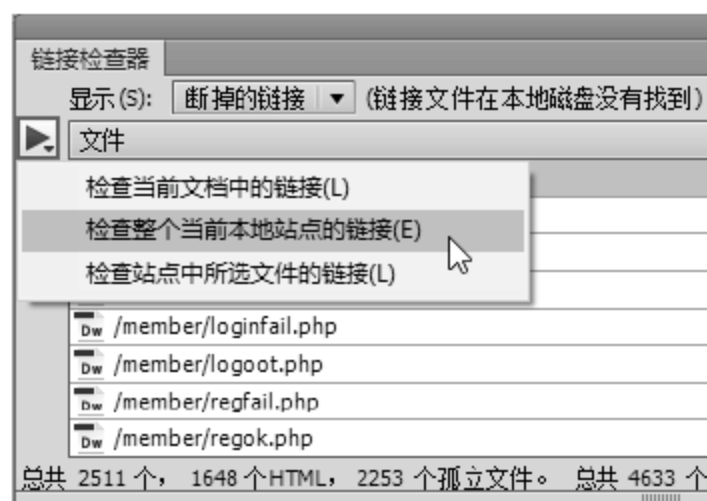 链接检查器
显示(S): 断掉的链接 (链接文件在本地磁盘没有找到)
文件
检查当前文档中的链接(L)
检查整个当前本地站点的链接(E)
检查站点中所选文件的链接(L)
Dw /member/loginfail.php
Dw /member/logoot.php
Dw /member/regfail.php
Dw /member/regok.php
总共 2511 个， 1648 个HTML， 2253 个孤立文件。 总共 4633 个